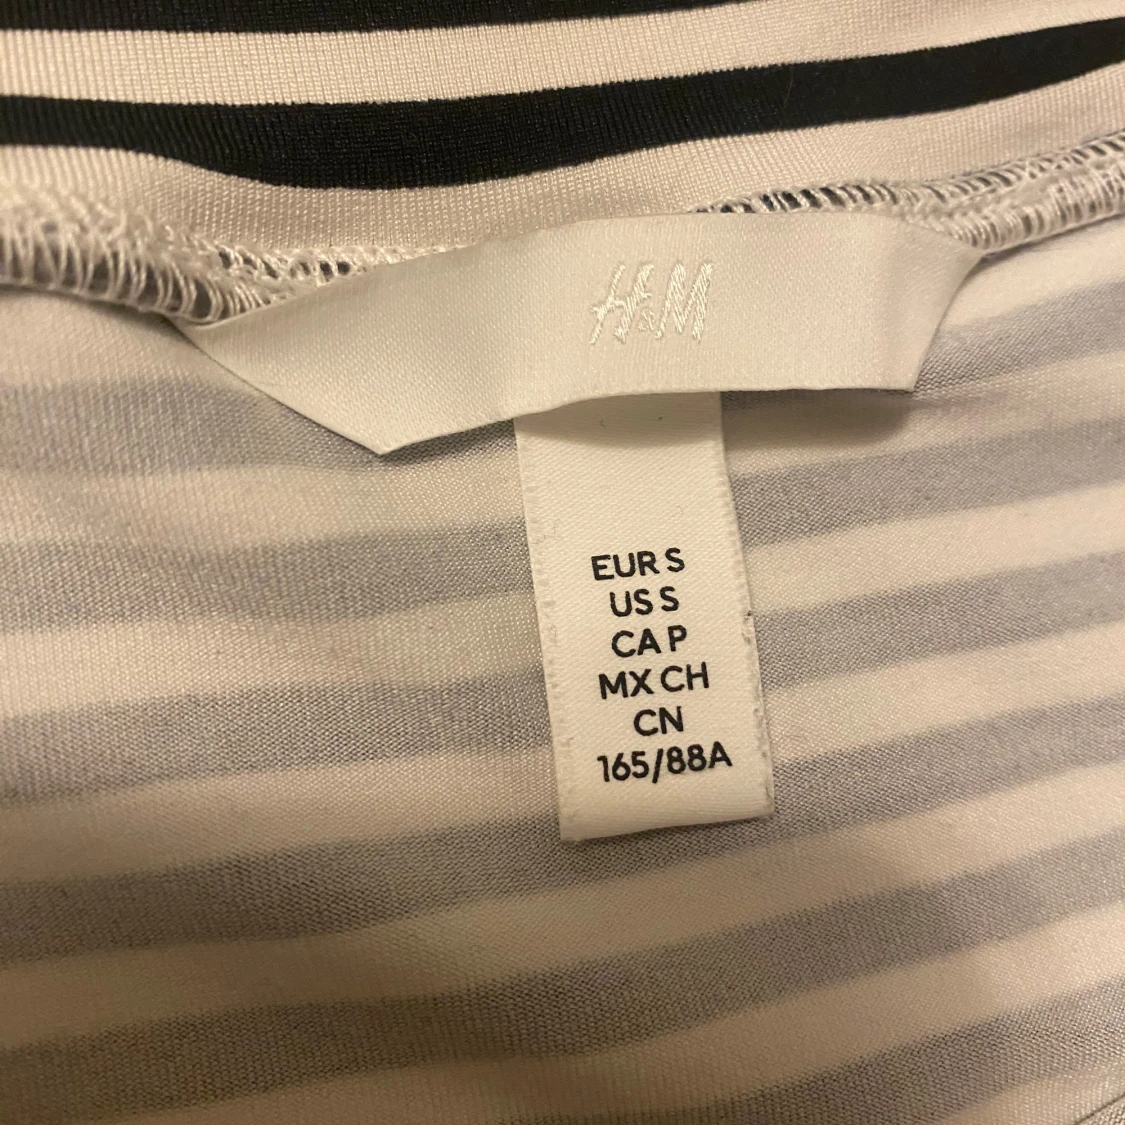 H&M
EUR S
US S
CA P
MX CH
CN
165/88A